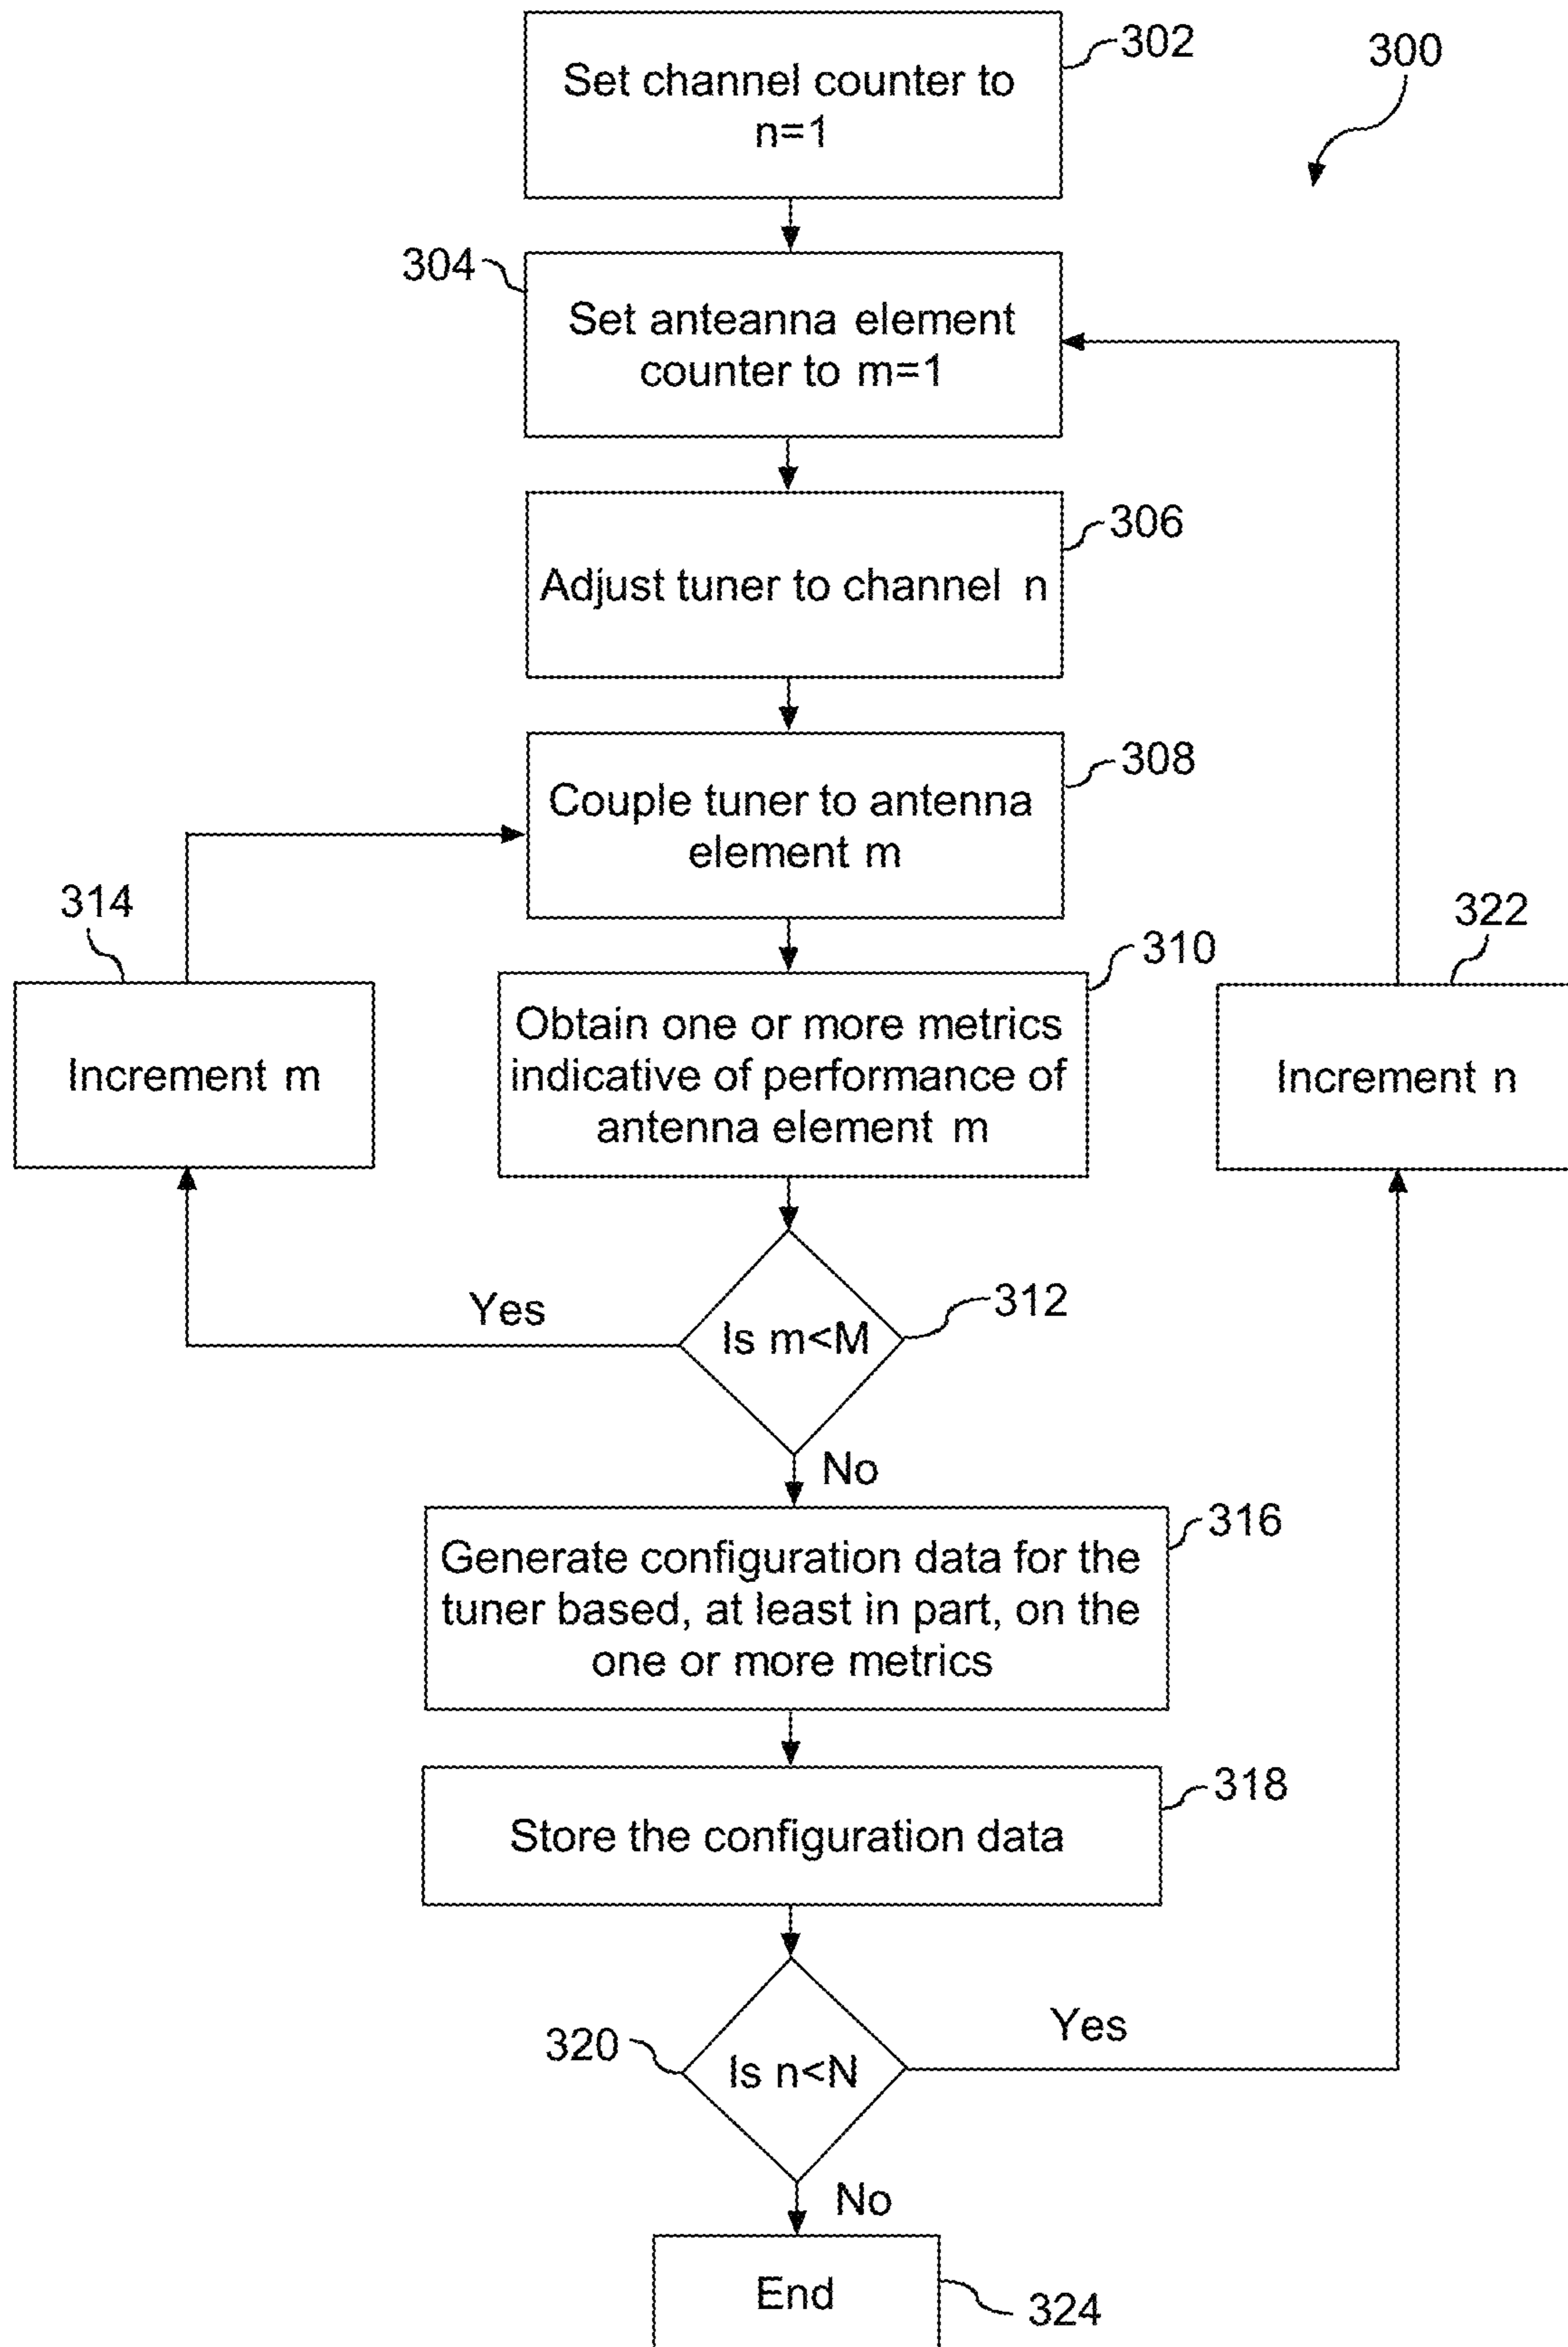 302
300
Set channel counter to
n=1
304
Set anteanna element
counter to m=1
306
Adjust tuner to channel n
308
Couple tuner to antenna
element m
314
310
322
Increment m
Obtain one or more metrics
indicative of performance of
antenna element m
Increment n
Yes
312
Is m<M
No
316
Generate configuration data for the
tuner based, at least in part, on the
one or more metrics
318
Store the configuration data
320
Is n<N
Yes
No
End
324